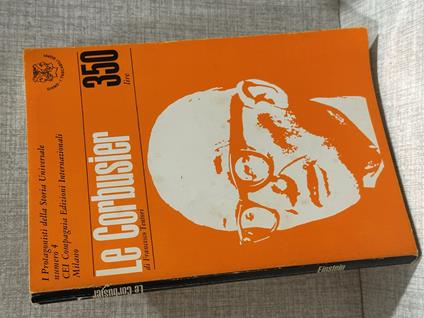 I Protagonisti della Storia Universale
numero 4
CEI Compagnia Edizioni Internazionali
Milano
Le Corbusier
di Francesco Tentori
350
lire
Le Corbusier
Einstein